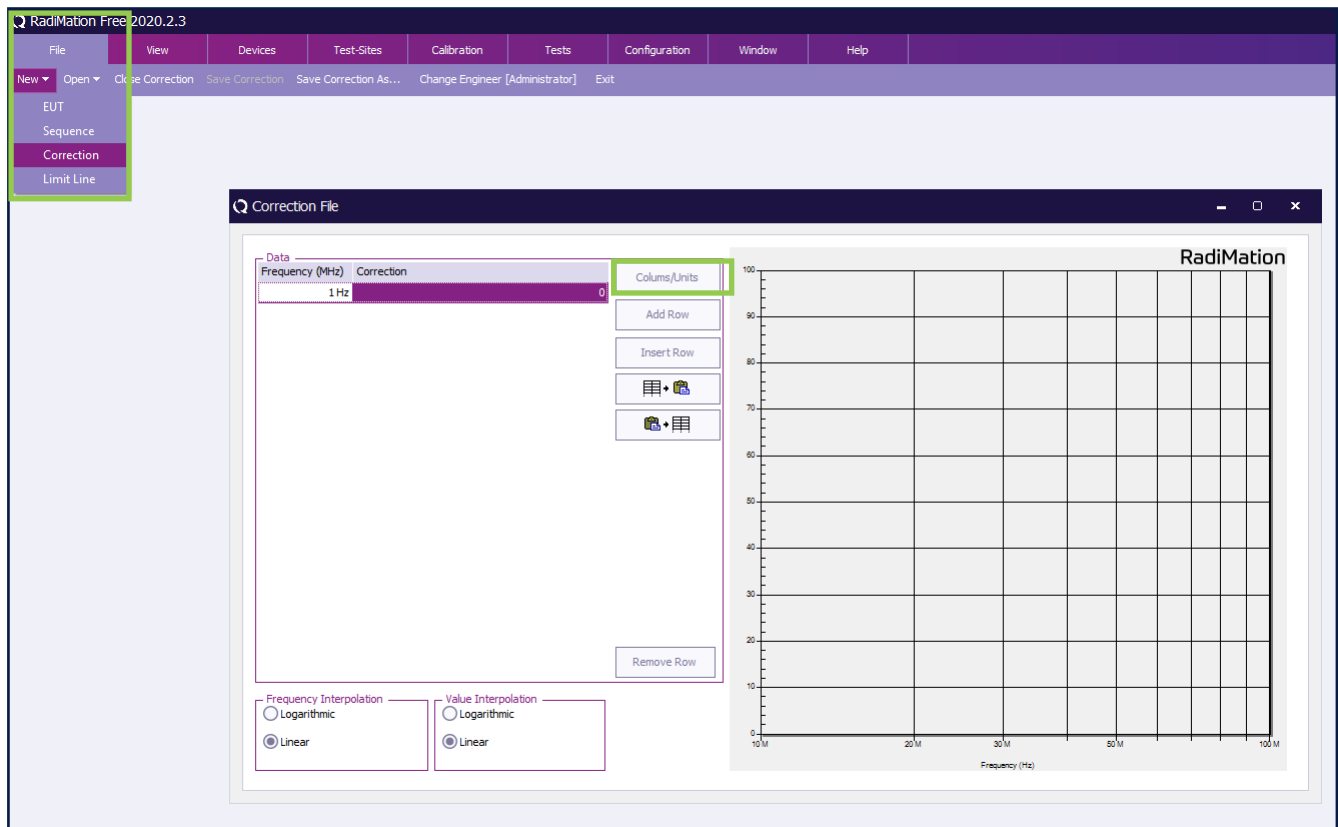 RadiMation Free 2020.2.3
File View Devices Test-Sites Calibration Tests Configuration Window Help
New Open Close Correction Save Correction Save Correction As... Change Engineer [Administrator] Exit
EUT
Sequence
Correction
Limit Line
Correction File
Data
Frequency (MHz) Correction
1 Hz 0
Colums/Units
Add Row
Insert Row
Remove Row
Frequency Interpolation
Logarithmic
Linear
Value Interpolation
Logarithmic
Linear
RadiMation
100
90
80
70
60
50
40
30
20
10
0
10 M 20 M 30 M 50 M 100 M
Frequency (Hz)